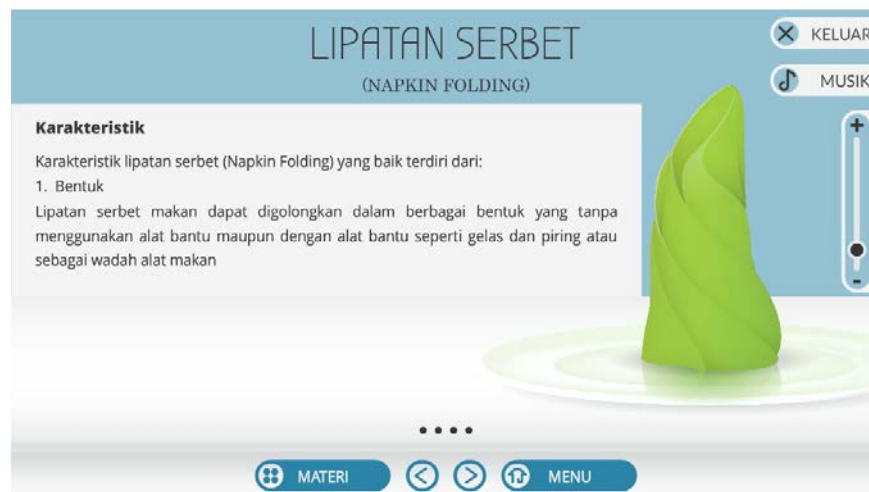 LIPATAN SERBET
(NAPKIN FOLDING)
KELUAR
MUSIK
Karakteristik
Karakteristik lipatan serbet (Napkin Folding) yang baik terdiri dari:
1. Bentuk
Lipatan serbet makan dapat digolongkan dalam berbagai bentuk yang tanpa
menggunakan alat bantu maupun dengan alat bantu seperti gelas dan piring atau
sebagai wadah alat makan
+
-
MATERI
MENU